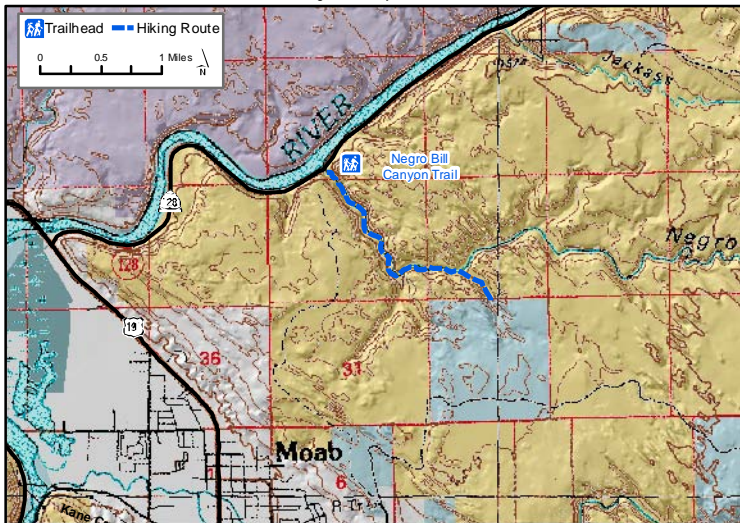 Trailhead
Hiking Route
0 0.5 1 Miles
N
Jackass
RIVER
Negro Bill
Canyon Trail
128
Negro
128
19
36
31
Moab
1
6
Kane C